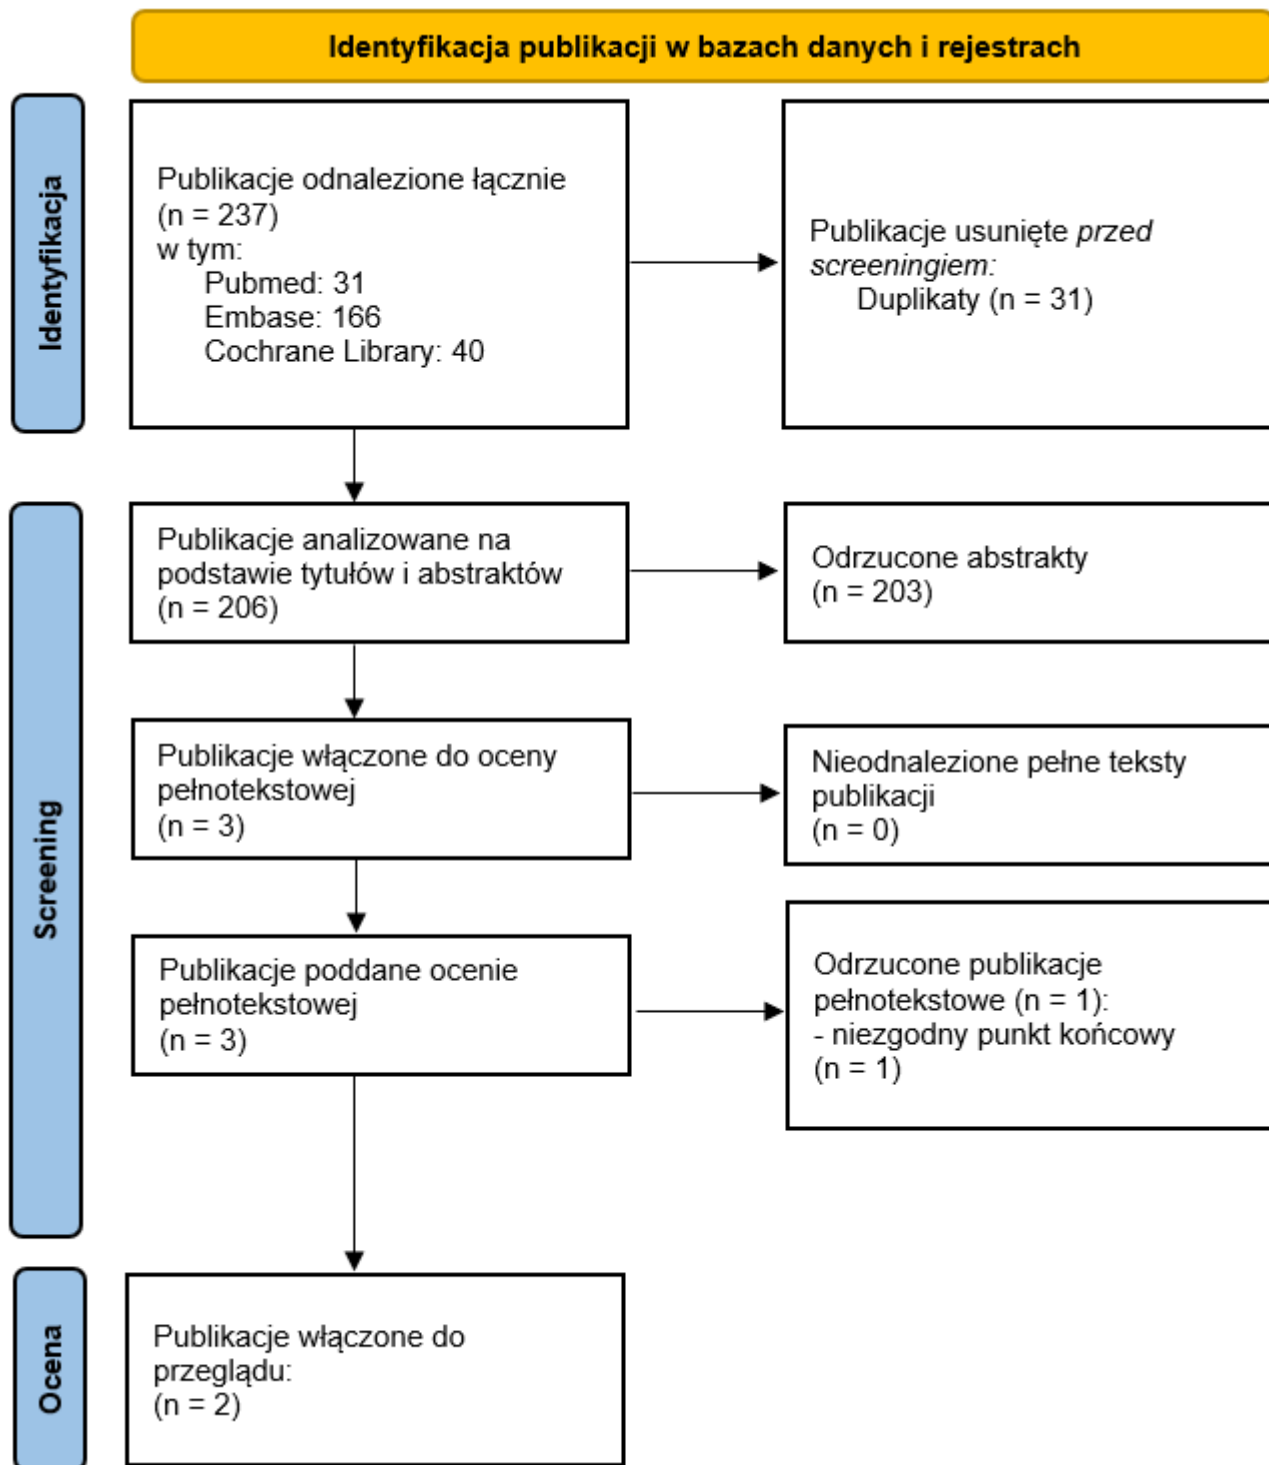 Identyfikacja publikacji w bazach danych i rejestrach
Identyfikacja
Publikacje odnalezione łącznie
(n = 237)
w tym:
Pubmed: 31
Embase: 166
Cochrane Library: 40
Publikacje usunięte przed
screeningiem:
Duplikaty (n = 31)
Screening
Publikacje analizowane na
podstawie tytułów i abstraktów
(n = 206)
Odrzucone abstrakty
(n = 203)
Publikacje włączone do oceny
pełnotekstowej
(n = 3)
Nieodnalezione pełne teksty
publikacji
(n = 0)
Publikacje poddane ocenie
pełnotekstowej
(n = 3)
Odrzucone publikacje
pełnotekstowe (n = 1):
- niezgodny punkt końcowy
(n = 1)
Ocena
Publikacje włączone do
przeglądu:
(n = 2)